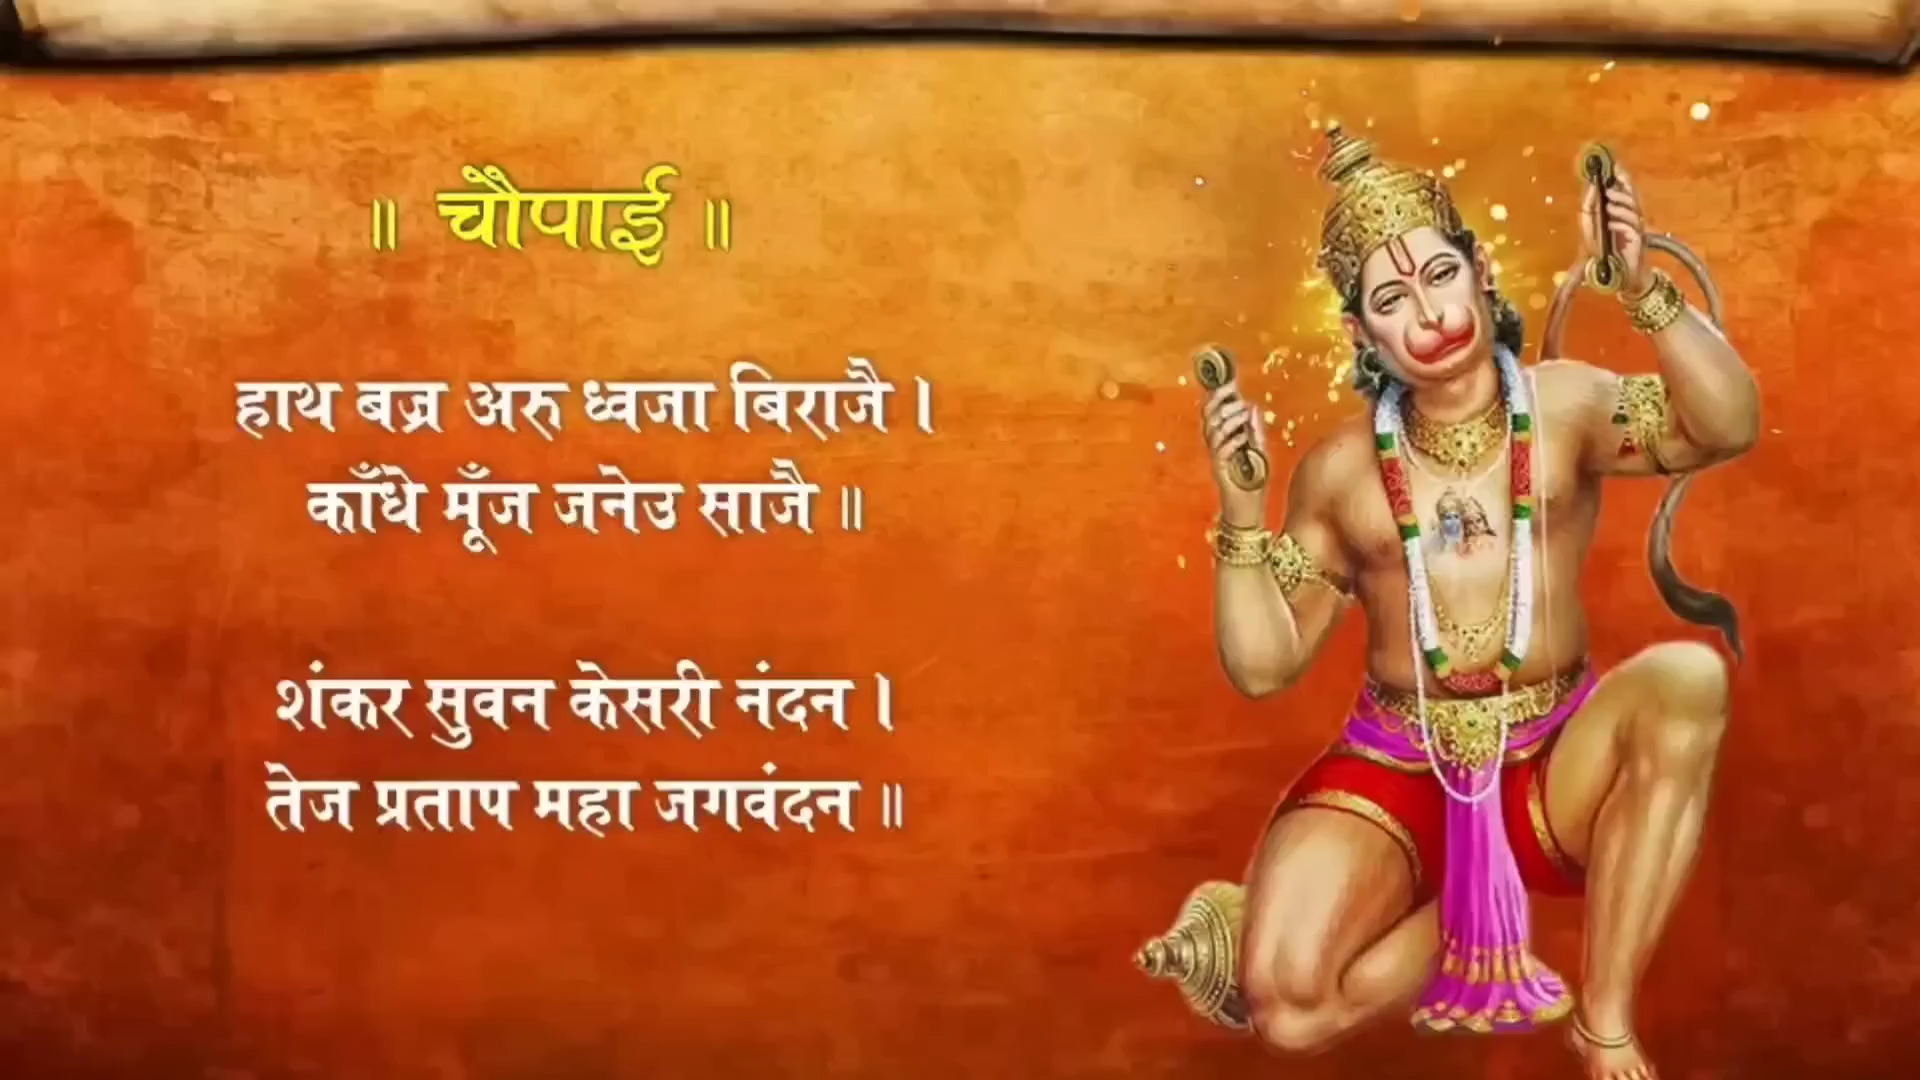 ॥ चौपाई ॥
हाथ बज्र अरु ध्वजा बिराजै ।
काँधे मूँज जनेउ साजै ॥
शंकर सुवन केसरी नंदन ।
तेज प्रताप महा जगवंदन ॥